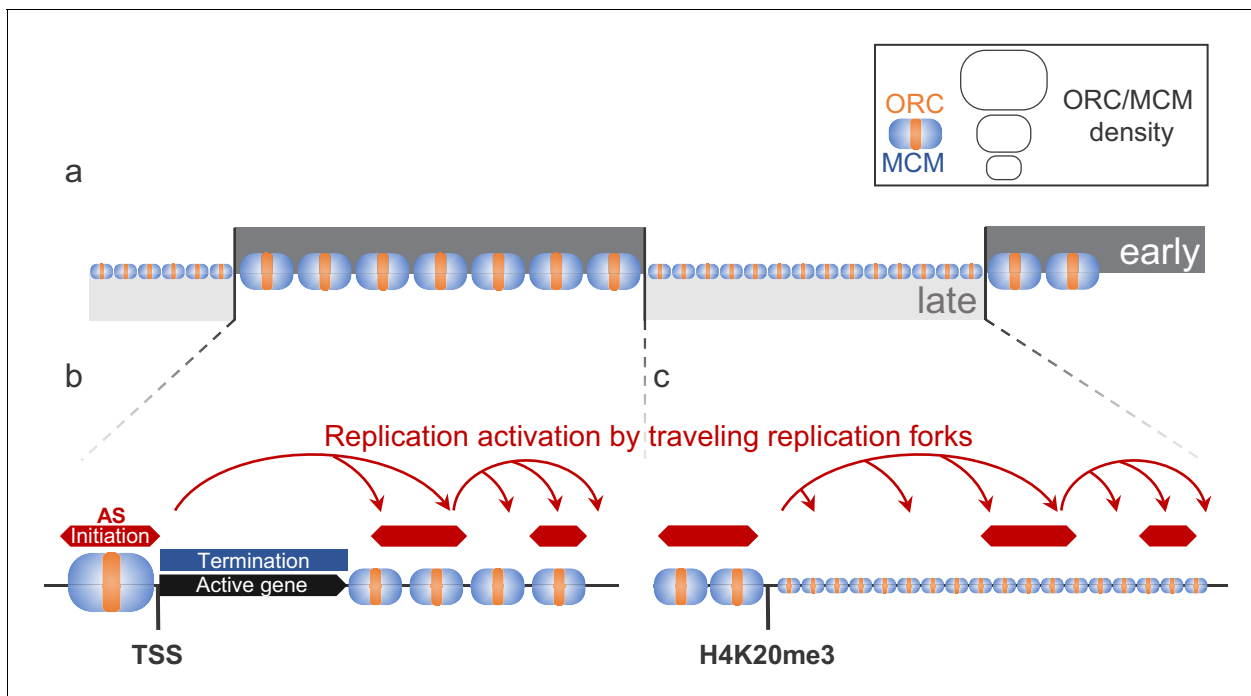 ORC
MCM
ORC/MCM
density
a
early
late
b
c
Replication activation by traveling replication forks
AS
Initiation
Termination
Active gene
TSS
H4K20me3